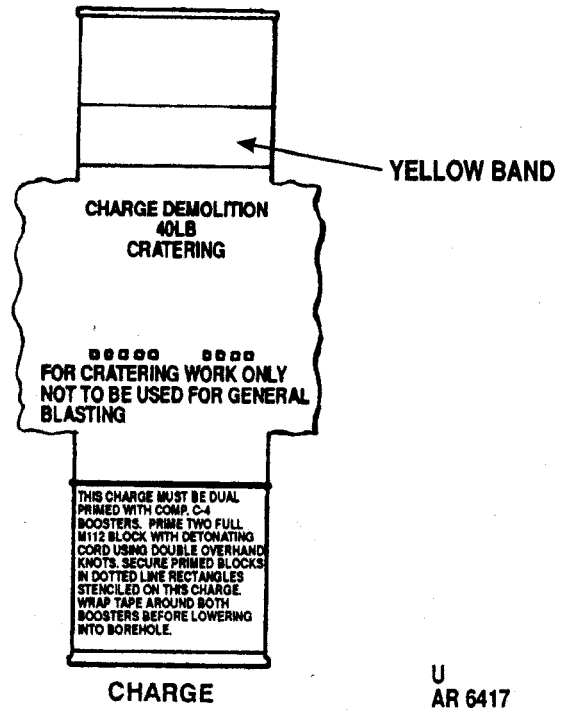 YELLOW BAND
CHARGE DEMOLITION
40LB
CRATERING
FOR CRATERING WORK ONLY
NOT TO BE USED FOR GENERAL
BLASTING
THIS CHARGE MUST BE DUAL
PRIMED WITH COMP. C-4
BOOSTERS. PRIME TWO FULL
M112 BLOCK WITH DETONATING
CORD USING DOUBLE OVERHAND
KNOTS. SECURE PRIMED BLOCKS
IN DOTTED LINE RECTANGLES
STENCILED ON THIS CHARGE.
WRAP TAPE AROUND BOTH
BOOSTERS BEFORE LOWERING
INTO BOREHOLE.
CHARGE
U
AR 6417